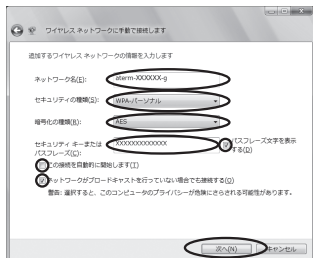 ワイヤレス ネットワークに手動で接続します
追加するワイヤレス ネットワークの情報を入力します
ネットワーク名(E):
aterm-XXXXXX-g
セキュリティの種類(S):
WPA-パーソナル
暗号化の種類(R):
AES
セキュリティ キーまたはパスフレーズ(C):
XXXXXXXXXXXXX
パスフレーズ文字を表示する(D)
この接続を自動的に開始します(T)
ネットワークがブロードキャストを行っていない場合でも接続する(O)
警告: 選択すると、このコンピュータのプライバシーが危険にさらされる可能性があります。
次へ(N)
キャンセル